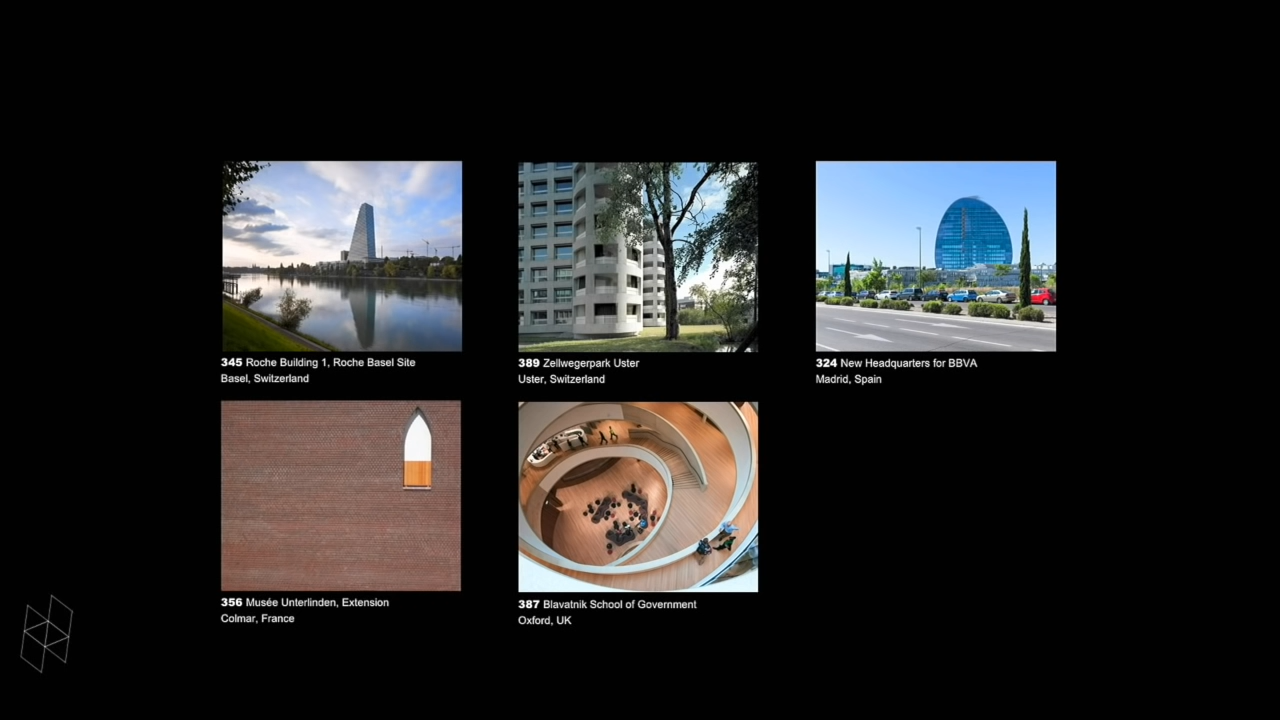 345 Roche Building 1, Roche Basel Site
Basel, Switzerland
389 Zellwegerpark Uster
Uster, Switzerland
324 New Headquarters for BBVA
Madrid, Spain
356 Musée Unterlinden, Extension
Colmar, France
387 Blavatnik School of Government
Oxford, UK